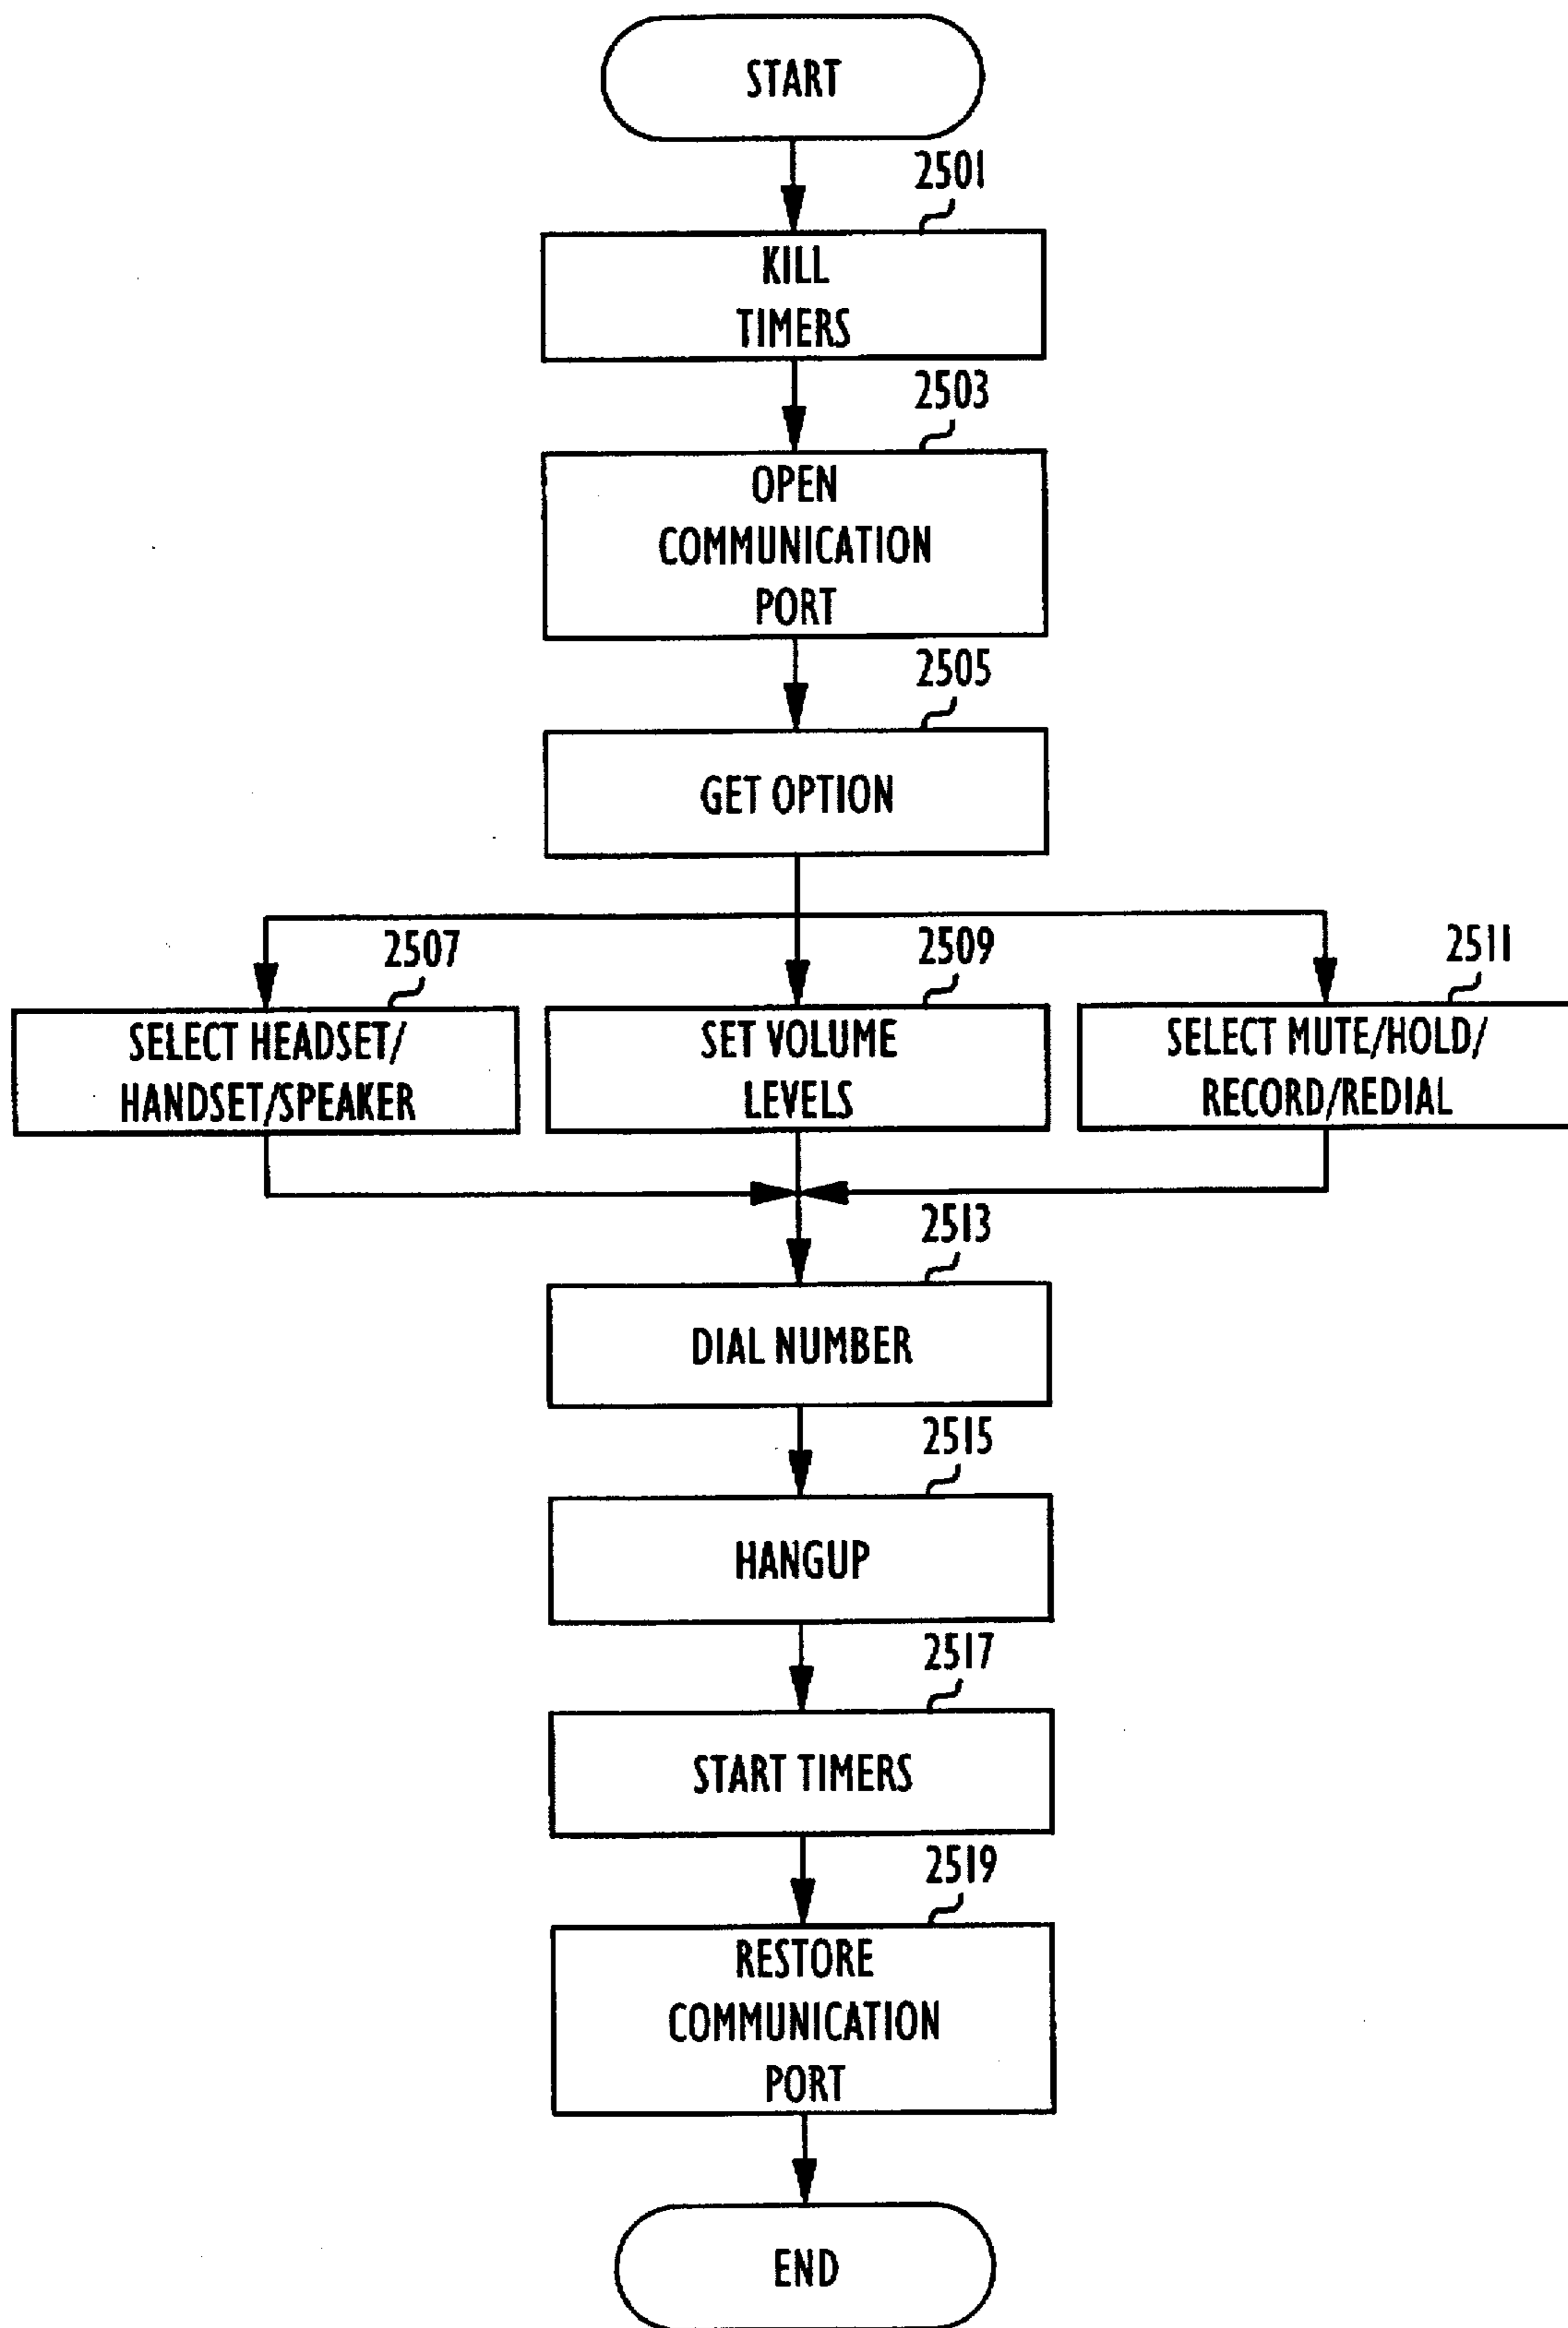 START
2501
KILL
TIMERS
2503
OPEN
COMMUNICATION
PORT
2505
GET OPTION
2507
2509
2511
SELECT HEADSET/
HANDSET/SPEAKER
SET VOLUME
LEVELS
SELECT MUTE/HOLD/
RECORD/REDIAL
2513
DIAL NUMBER
2515
HANGUP
2517
START TIMERS
2519
RESTORE
COMMUNICATION
PORT
END